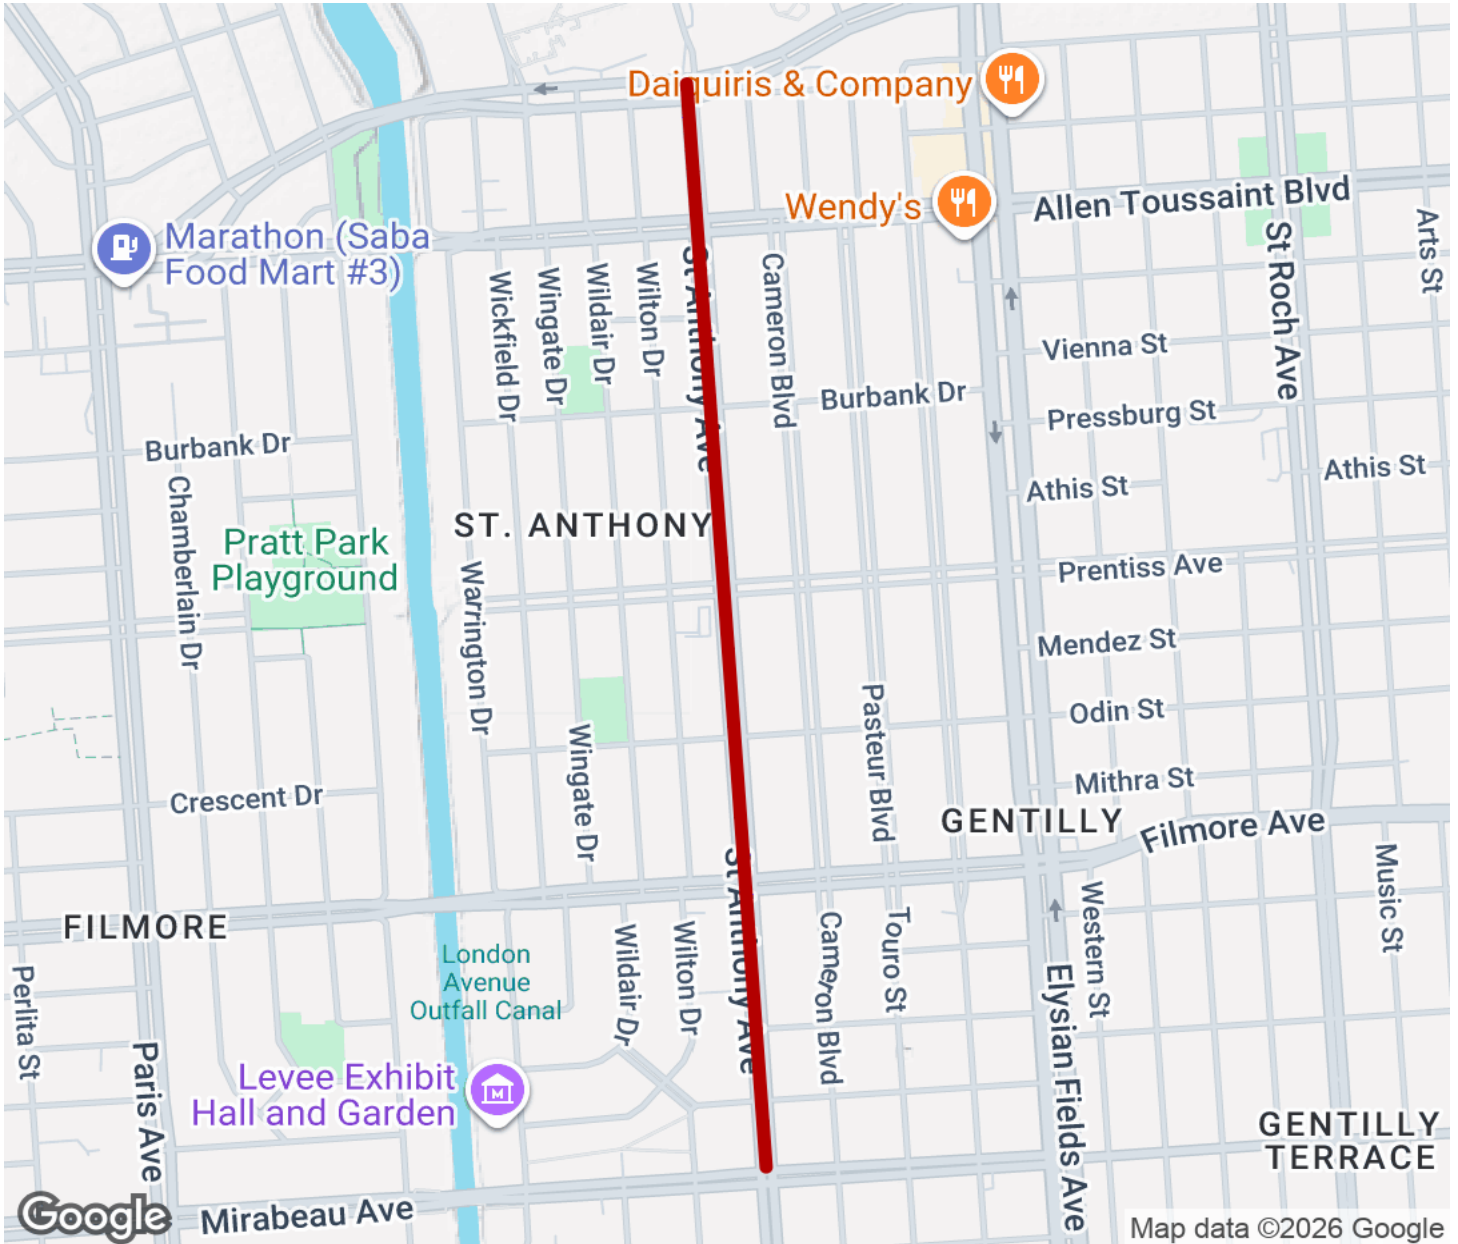 Daiquiris & Company
Wendy's
Allen Toussaint Blvd
Marathon (Saba
Food Mart #3)
St Roch Ave
Arts St
Wickfield Dr
Wingate Dr
Wildair Dr
Wilton Dr
St Anthony Ave
Cameron Blvd
Vienna St
Burbank Dr
Pressburg St
Burbank Dr
Athis St
Athis St
Chamberlain Dr
ST. ANTHONY
Pratt Park
Playground
Prentiss Ave
Warrington Dr
Mendez St
Odin St
Pasteur Blvd
Wingate Dr
Mithra St
Crescent Dr
GENTILLY
Filmore Ave
Music St
St Anthony Ave
FILMORE
Western St
Touro St
Cameron Blvd
Wildair Dr
Wilton Dr
London
Avenue
Outfall Canal
Perlita St
Elysian Fields Ave
Paris Ave
Levee Exhibit
Hall and Garden
GENTILLY
TERRACE
Mirabeau Ave
Google
Map data ©2026 Google